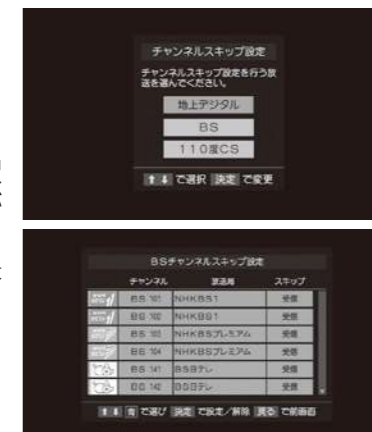 チャンネルスキップ設定
チャンネルスキップ設定を行う放
送を選んでください。
地上デジタル
BS
110度CS
で選択 決定 で変更
BSチャンネルスキップ設定
チャンネル 放送局 スキップ
BS 101 NHKBS1 受信
BS 102 NHKBS1 受信
BS 103 NHKBSプレミアム 受信
BS 104 NHKBSプレミアム 受信
BS 141 BS日テレ 受信
BS 142 BS日テレ 受信
で選び 決定 で設定/解除 戻る で前画面